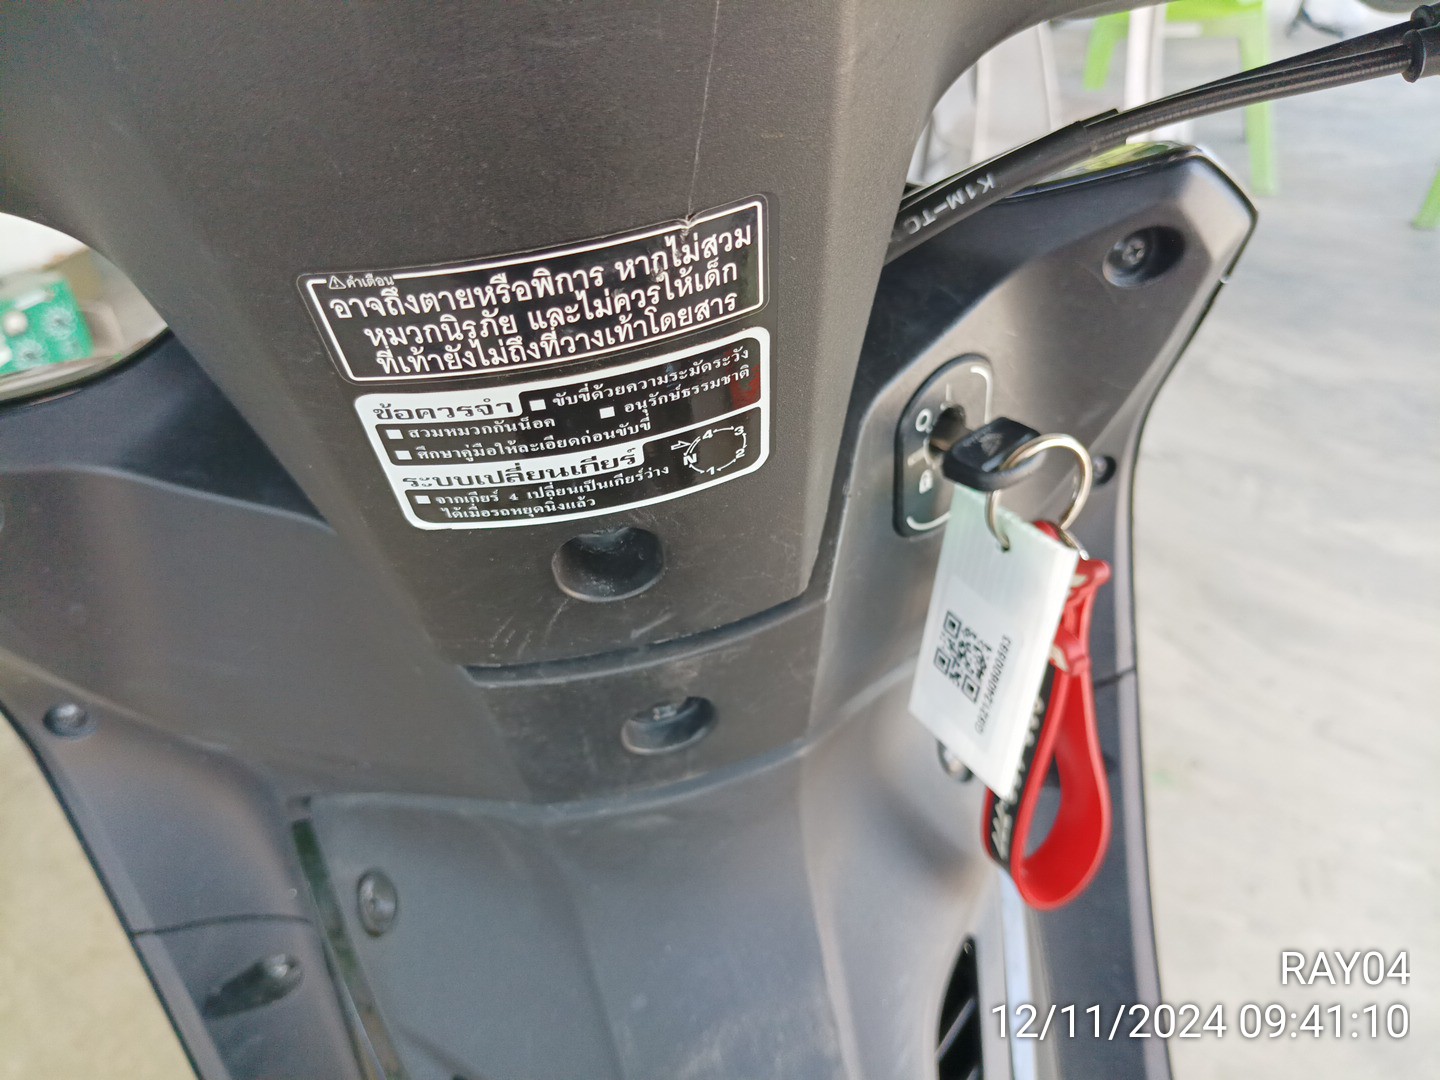 ⚠คำเตือน
อาจถึงตายหรือพิการ หากไม่สวม
หมวกนิรภัย และไม่ควรให้เด็ก
ที่เท้ายังไม่ถึงที่วางเท้าโดยสาร
ข้อควรจำ
■ ขับขี่ด้วยความระมัดระวัง
■ สวมหมวกกันน็อค
■ อนุรักษ์ธรรมชาติ
■ ศึกษาคู่มือให้ละเอียดก่อนขับขี่
ระบบเปลี่ยนเกียร์
N 1 2 3 4
■ จากเกียร์ 4 เปลี่ยนเป็นเกียร์ว่าง
ได้เมื่อรถหยุดนิ่งแล้ว
K1M-TC
RAY04
12/11/2024 09:41:10